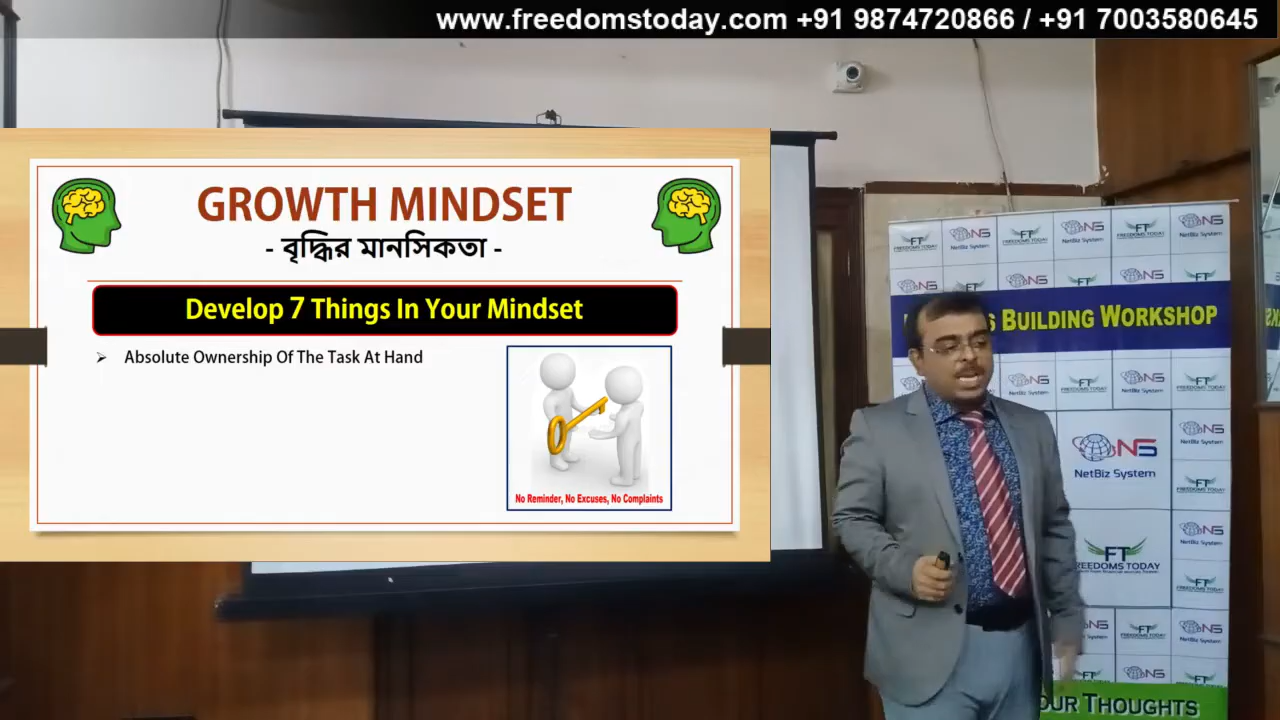 www.freedomstoday.com +91 9874720866 / +91 7003580645
GROWTH MINDSET
- বৃদ্ধির মানসিকতা -
Develop 7 Things In Your Mindset
➢ Absolute Ownership Of The Task At Hand
No Reminder, No Excuses, No Complaints
BUILDING WORKSHOP
NS
NetBiz System
FT
FREEDOMS TODAY
OUR THOUGHTS